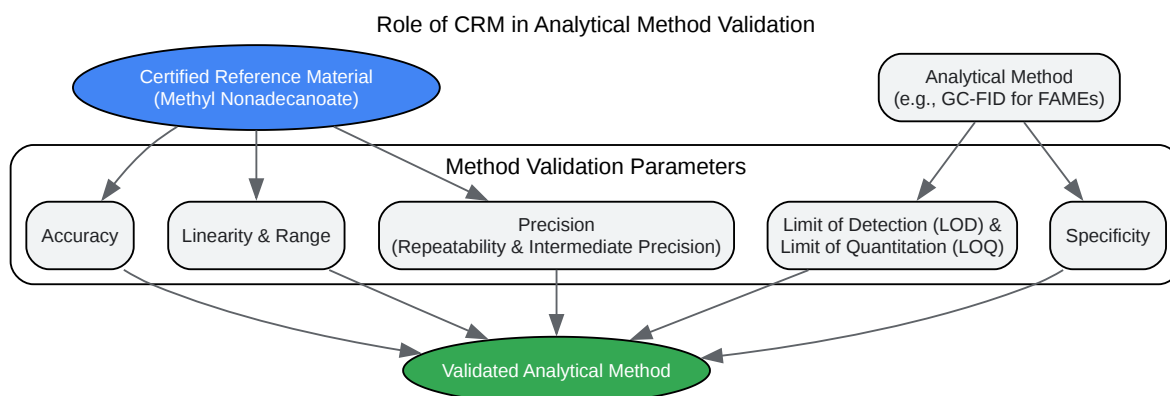 Role of CRM in Analytical Method Validation
Certified Reference Material
(Methyl Nonadecanoate)
Analytical Method
(e.g., GC-FID for FAMEs)
Method Validation Parameters
Accuracy
Linearity & Range
Precision
(Repeatability & Intermediate Precision)
Limit of Detection (LOD) &
Limit of Quantitation (LOQ)
Specificity
Validated Analytical Method